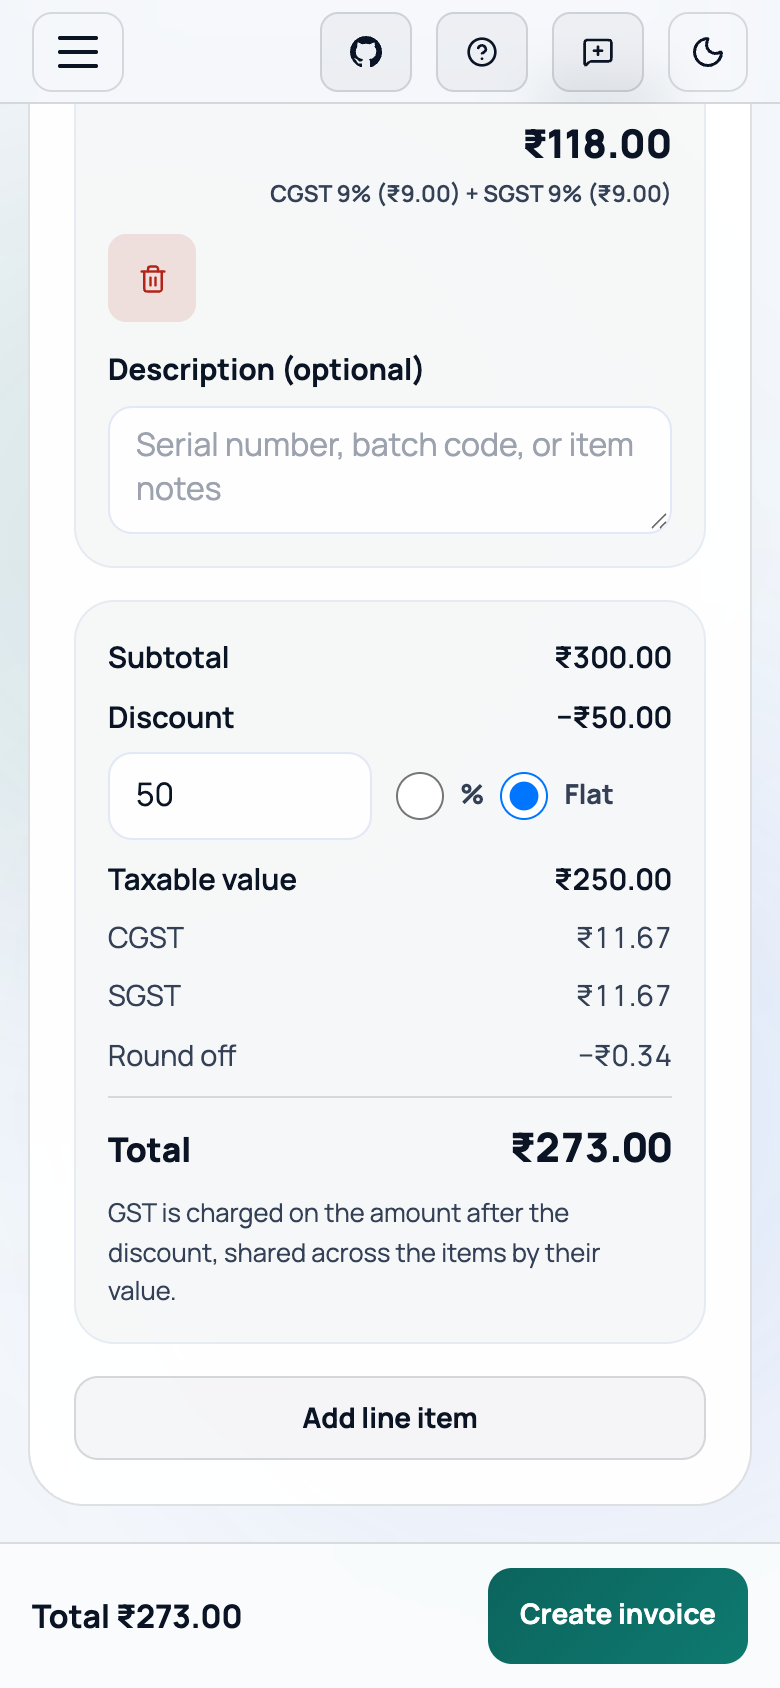 ₹118.00
CGST 9% (₹9.00) + SGST 9% (₹9.00)
Description (optional)
Serial number, batch code, or item
notes
Subtotal ₹300.00
Discount −₹50.00
50 % Flat
Taxable value ₹250.00
CGST ₹11.67
SGST ₹11.67
Round off −₹0.34
Total ₹273.00
GST is charged on the amount after the
discount, shared across the items by their
value.
Add line item
Total ₹273.00 Create invoice